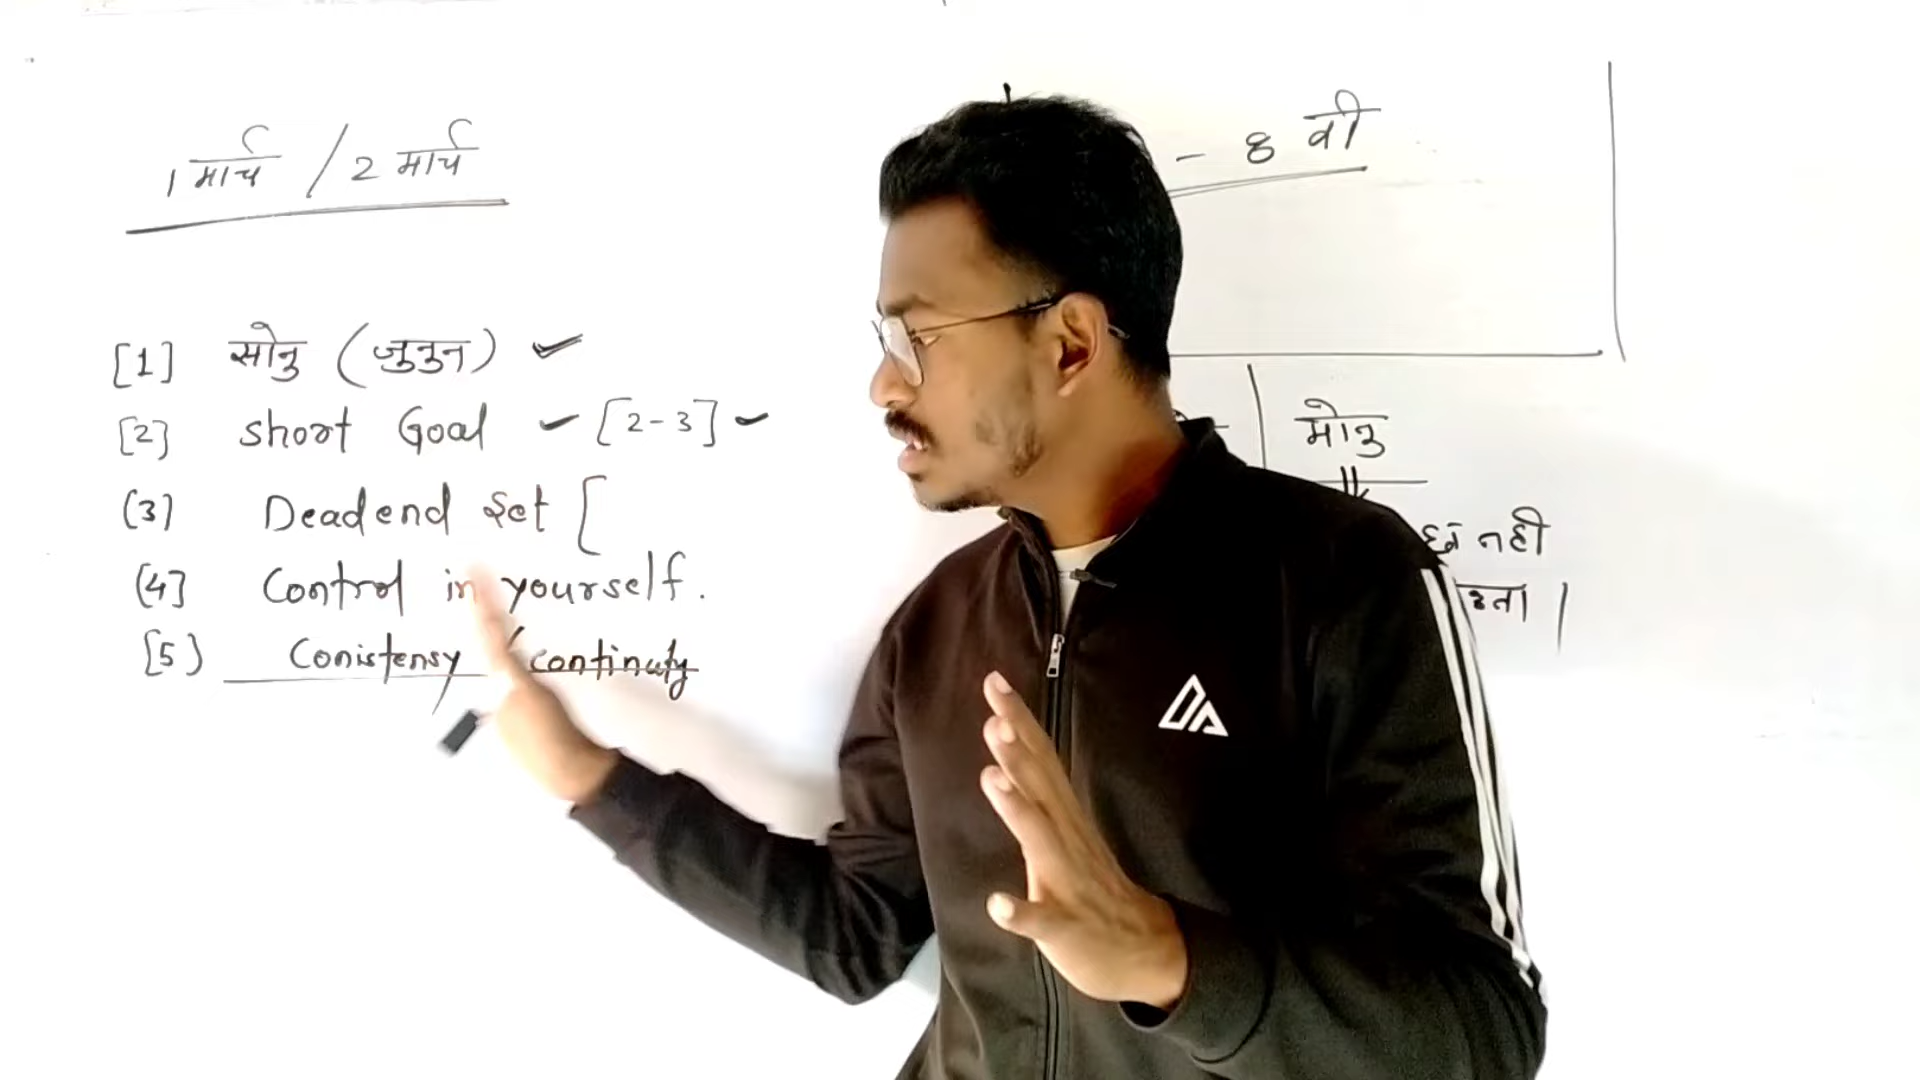 1 मार्च / 2 मार्च
- 8 वी
[1] सोनु (जुनुन) ✓
[2] Short Goal ✓ [2-3] ✓
(3) Deadend Set [
(4) Control in yourself.
[5) Conistensy / continuty
मोनु
नही